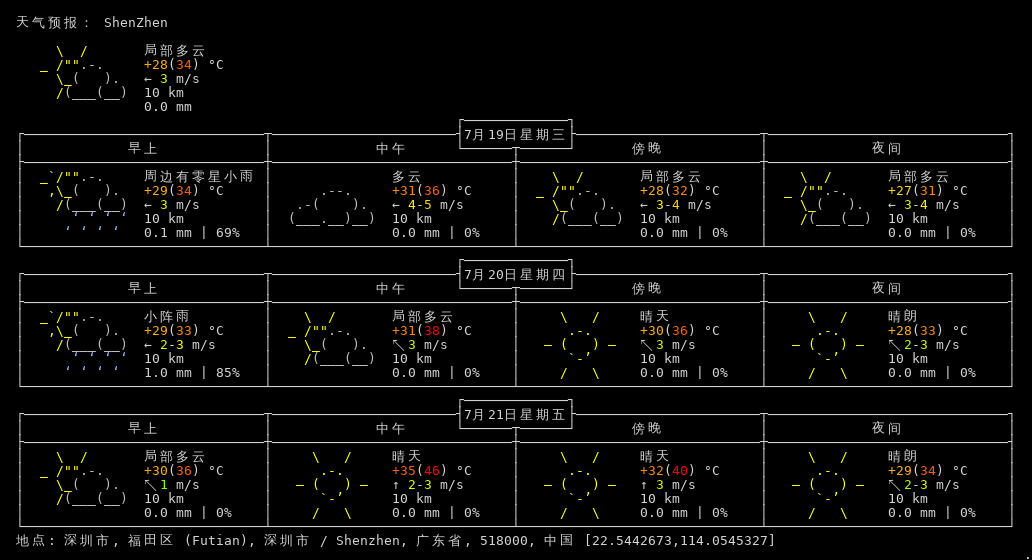 天气预报： ShenZhen
局部多云
+28(34) °C
← 3 m/s
10 km
0.0 mm
7月19日星期三
早上 中午 傍晚 夜间
周边有零星小雨 多云 局部多云 局部多云
+29(34) °C +31(36) °C +28(32) °C +27(31) °C
← 3 m/s ← 4-5 m/s ← 3-4 m/s ← 3-4 m/s
10 km 10 km 10 km 10 km
0.1 mm | 69% 0.0 mm | 0% 0.0 mm | 0% 0.0 mm | 0%
7月20日星期四
早上 中午 傍晚 夜间
小阵雨 局部多云 晴天 晴朗
+29(33) °C +31(38) °C +30(36) °C +28(33) °C
← 2-3 m/s ↖ 3 m/s ↖ 3 m/s ↖ 2-3 m/s
10 km 10 km 10 km 10 km
1.0 mm | 85% 0.0 mm | 0% 0.0 mm | 0% 0.0 mm | 0%
7月21日星期五
早上 中午 傍晚 夜间
局部多云 晴天 晴天 晴朗
+30(36) °C +35(46) °C +32(40) °C +29(34) °C
↖ 1 m/s ↑ 2-3 m/s ↑ 3 m/s ↖ 2-3 m/s
10 km 10 km 10 km 10 km
0.0 mm | 0% 0.0 mm | 0% 0.0 mm | 0% 0.0 mm | 0%
地点: 深圳市, 福田区 (Futian), 深圳市 / Shenzhen, 广东省, 518000, 中国 [22.5442673,114.0545327]